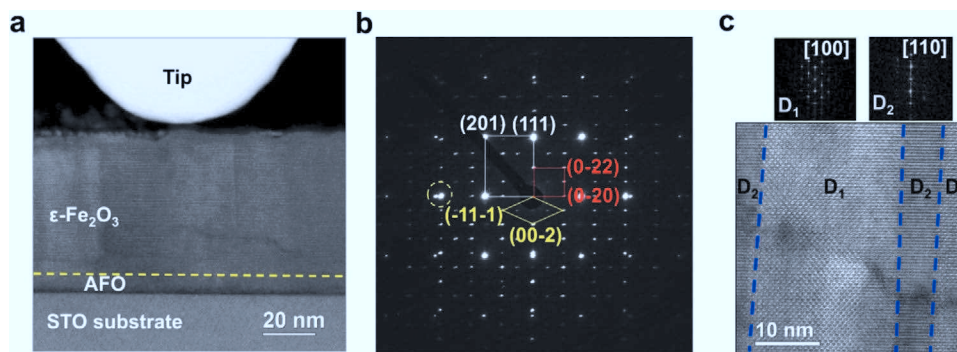 a
Tip
ε-Fe₂O₃
AFO
STO substrate
20 nm
b
(201) (111)
(0-22)
(0-20)
(-11-1)
(00-2)
c
[100]
D₁
[110]
D₂
D₂
D₁
D₂
D
10 nm